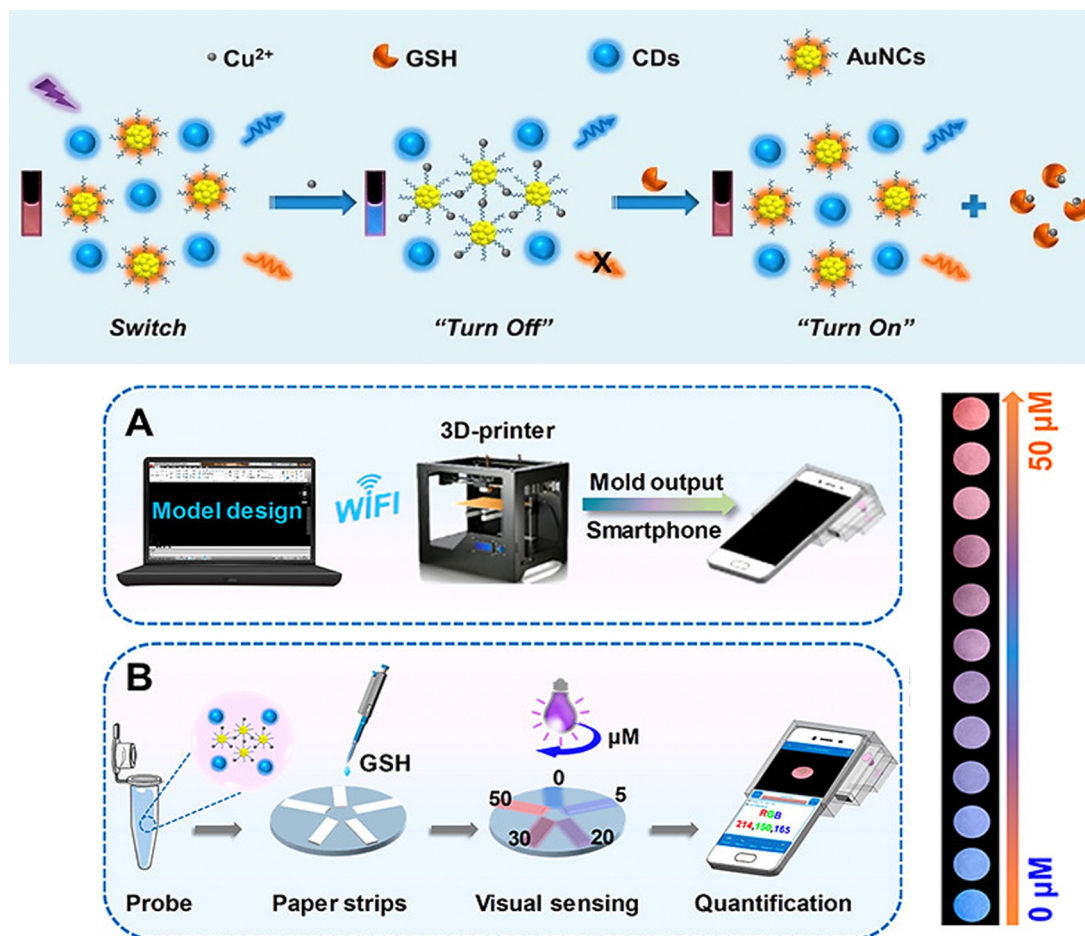 Cu²⁺
GSH
CDs
AuNCs
X
Switch
“Turn Off”
“Turn On”
A
Model design
WIFI
3D-printer
Mold output
Smartphone
50 μM
B
GSH
μM
0
5
20
30
50
RGB
214,150,165
Probe
Paper strips
Visual sensing
Quantification
0 μM